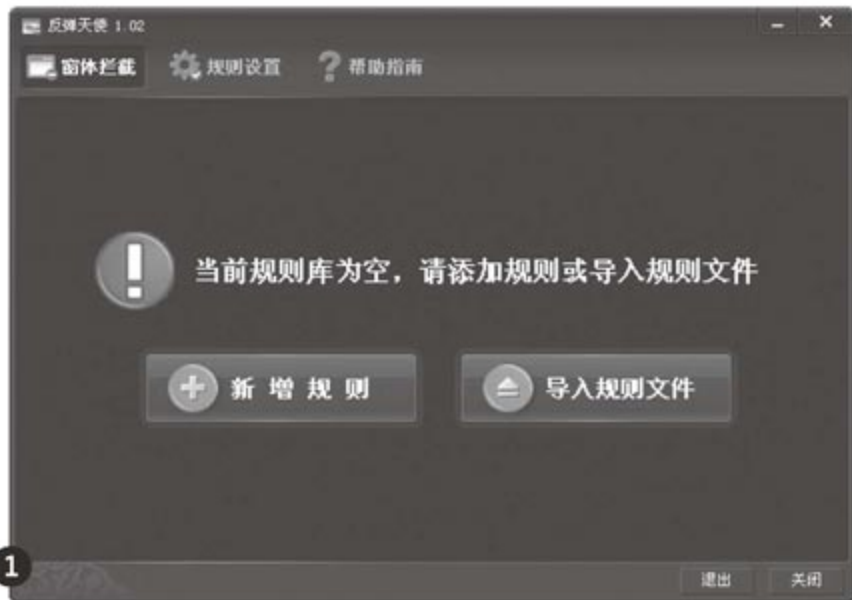 反弹天使 1.02
窗体拦截 规则设置 帮助指南
当前规则库为空，请添加规则或导入规则文件
新增规则 导入规则文件
1
退出 关闭